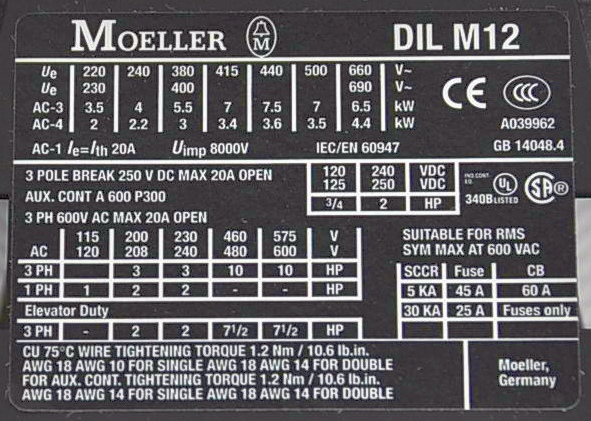 MOELLER M DIL M12
Ue 220 240 380 415 440 500 660 V~
Ue 230 400 690 V~
AC-3 3.5 4 5.5 7 7.5 7 6.5 kW
AC-4 2 2.2 3 3.4 3.6 3.5 4.4 kW
CE CCC
A039962
AC-1 Ie=Ith 20A Uimp 8000V IEC/EN 60947 GB 14048.4
3 POLE BREAK 250 V DC MAX 20A OPEN
AUX. CONT A 600 P300
3 PH 600V AC MAX 20A OPEN
120 240 VDC
125 250 VDC
3/4 2 HP
IND.CONT.
EQ.
340B UL LISTED SA ®
115 200 230 460 575 V
AC 120 208 240 480 600 V
3 PH 3 3 10 10 HP
1 PH 1 2 2 - - HP
Elevator Duty
3 PH - 2 2 7 1/2 7 1/2 HP
SUITABLE FOR RMS
SYM MAX AT 600 VAC
SCCR Fuse CB
5 KA 45 A 60 A
30 KA 25 A Fuses only
CU 75°C WIRE TIGHTENING TORQUE 1.2 Nm / 10.6 lb.in.
AWG 18 AWG 10 FOR SINGLE AWG 18 AWG 14 FOR DOUBLE
FOR AUX. CONT. TIGHTENING TORQUE 1.2 Nm / 10.6 lb.in.
AWG 18 AWG 14 FOR SINGLE AWG 18 AWG 14 FOR DOUBLE
Moeller,
Germany